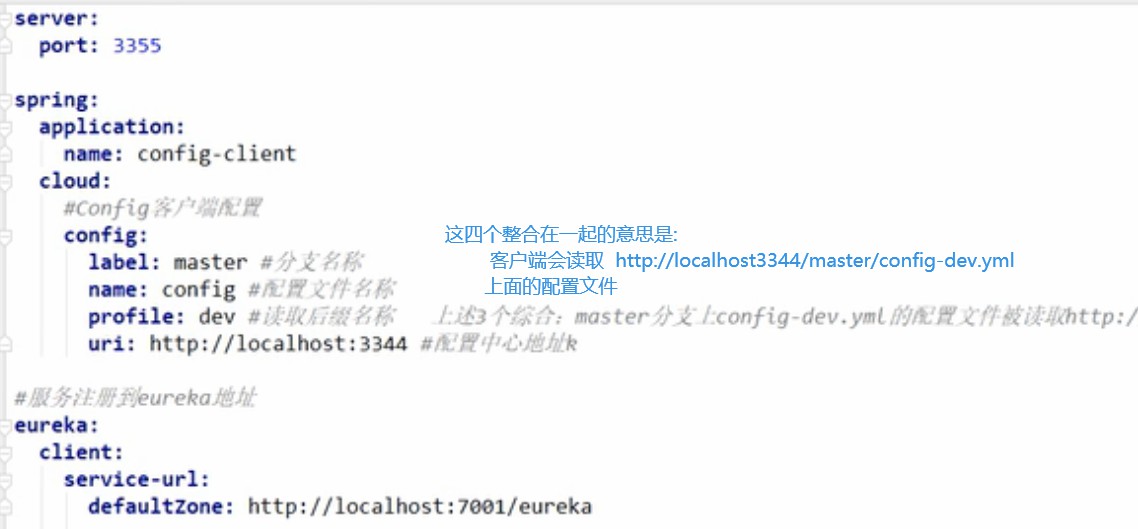 server:
port: 3355
spring:
application:
name: config-client
cloud:
#Config客户端配置
config:
label: master #分支名称
name: config #配置文件名称
profile: dev #读取后缀名称 上述3个综合：master分支上config-dev.yml的配置文件被读取http:/
uri: http://localhost:3344 #配置中心地址k
这四个整合在一起的意思是:
客户端会读取 http://localhost3344/master/config-dev.yml
上面的配置文件
#服务注册到eureka地址
eureka:
client:
service-url:
defaultZone: http://localhost:7001/eureka